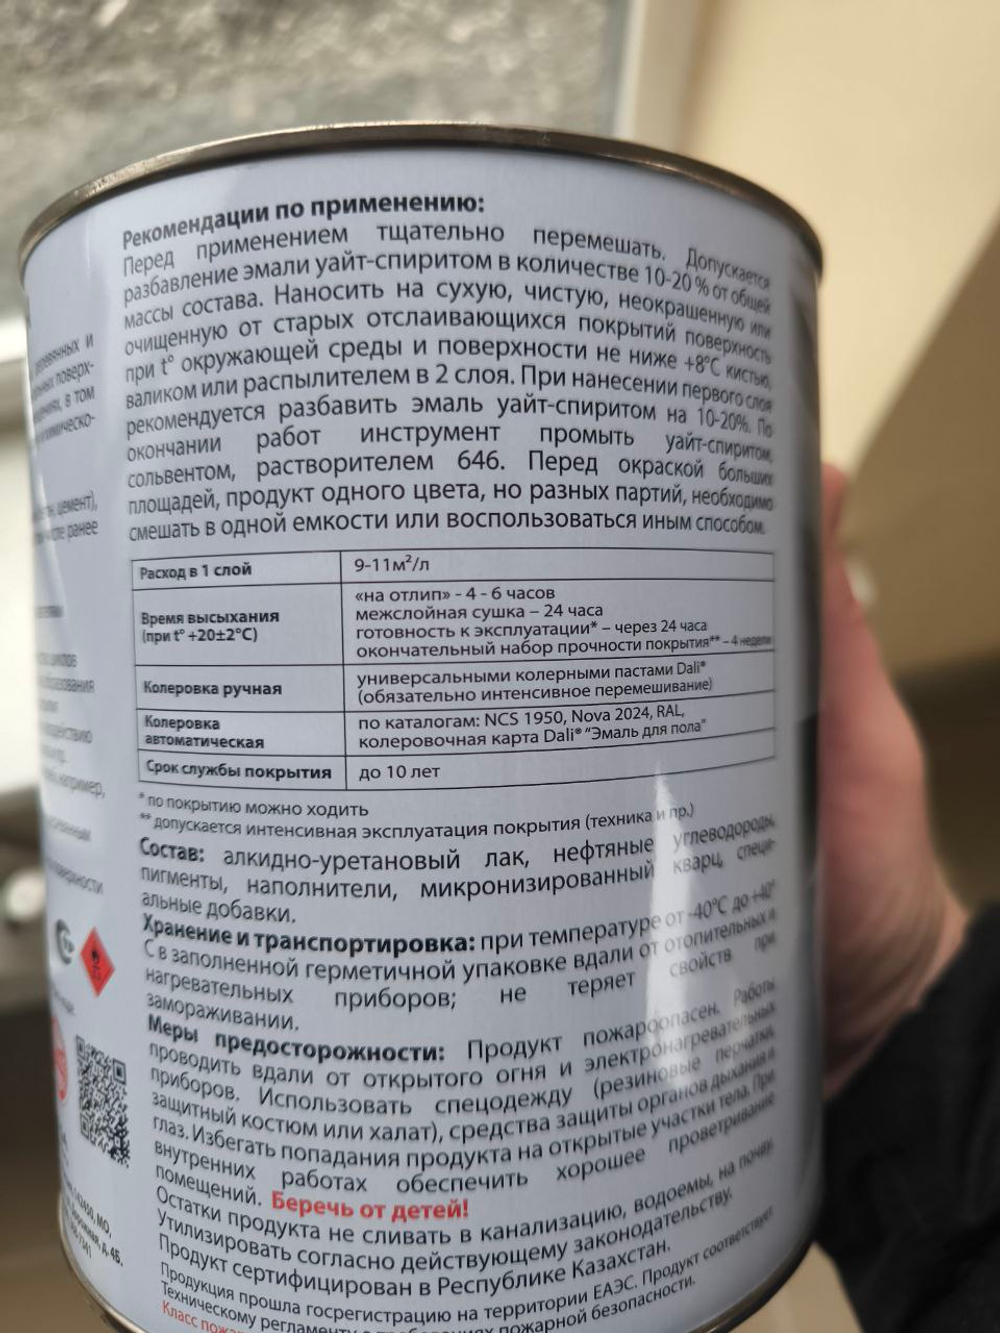 Рекомендации по применению:
Перед применением тщательно перемешать. Допускается
разбавление эмали уайт-спиритом в количестве 10-20 % от общей
массы состава. Наносить на сухую, чистую, неокрашенную или
очищенную от старых отслаивающихся покрытий поверхность
при t° окружающей среды и поверхности не ниже +8°С кистью,
валиком или распылителем в 2 слоя. При нанесении первого слоя
рекомендуется разбавить эмаль уайт-спиритом на 10-20%. По
окончании работ инструмент промыть уайт-спиритом,
сольвентом, растворителем 646. Перед окраской больших
площадей, продукт одного цвета, но разных партий, необходимо
смешать в одной емкости или воспользоваться иным способом.
Расход в 1 слой
9-11м²/л
Время высыхания
(при t° +20±2°С)
«на отлип» - 4 - 6 часов
межслойная сушка – 24 часа
готовность к эксплуатации* – через 24 часа
окончательный набор прочности покрытия** – 4 недели
Колеровка ручная
универсальными колерными пастами Dali®
(обязательно интенсивное перемешивание)
Колеровка
автоматическая
по каталогам: NCS 1950, Nova 2024, RAL,
колеровочная карта Dali® "Эмаль для пола"
Срок службы покрытия
до 10 лет
* по покрытию можно ходить
** допускается интенсивная эксплуатация покрытия (техника и пр.)
Состав: алкидно-уретановый лак, нефтяные углеводороды,
пигменты, наполнители, микронизированный кварц, специ-
альные добавки.
Хранение и транспортировка: при температуре от -40°С до +40°
С в заполненной герметичной упаковке вдали от отопительных и
нагревательных приборов; не теряет свойств при
замораживании.
Меры предосторожности: Продукт пожароопасен. Работы
проводить вдали от открытого огня и электронагревательных
приборов. Использовать спецодежду (резиновые перчатки,
защитный костюм или халат), средства защиты органов дыхания и
глаз. Избегать попадания продукта на открытые участки тела. При
внутренних работах обеспечить хорошее проветривание
помещений. Беречь от детей!
Остатки продукта не сливать в канализацию, водоемы, на почву.
Утилизировать согласно действующему законодательству.
Продукт сертифицирован в Республике Казахстан.
Продукция прошла госрегистрацию на территории ЕАЭС. Продукт соответствует
Техническому регламенту о требованиях пожарной безопасности.
Класс